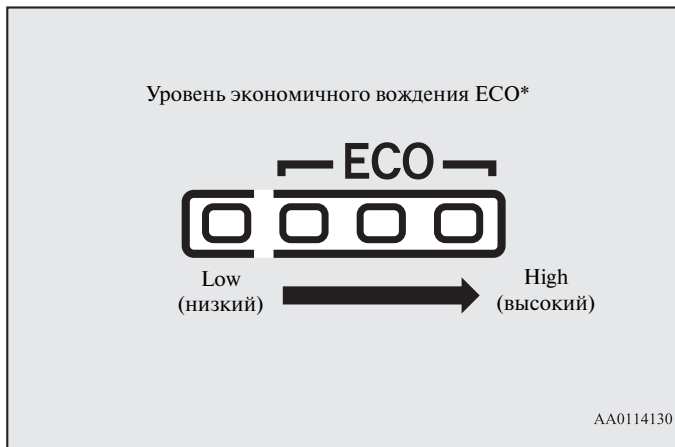 Уровень экономичного вождения ECO*
ECO
Low
(низкий)
High
(высокий)
AA0114130